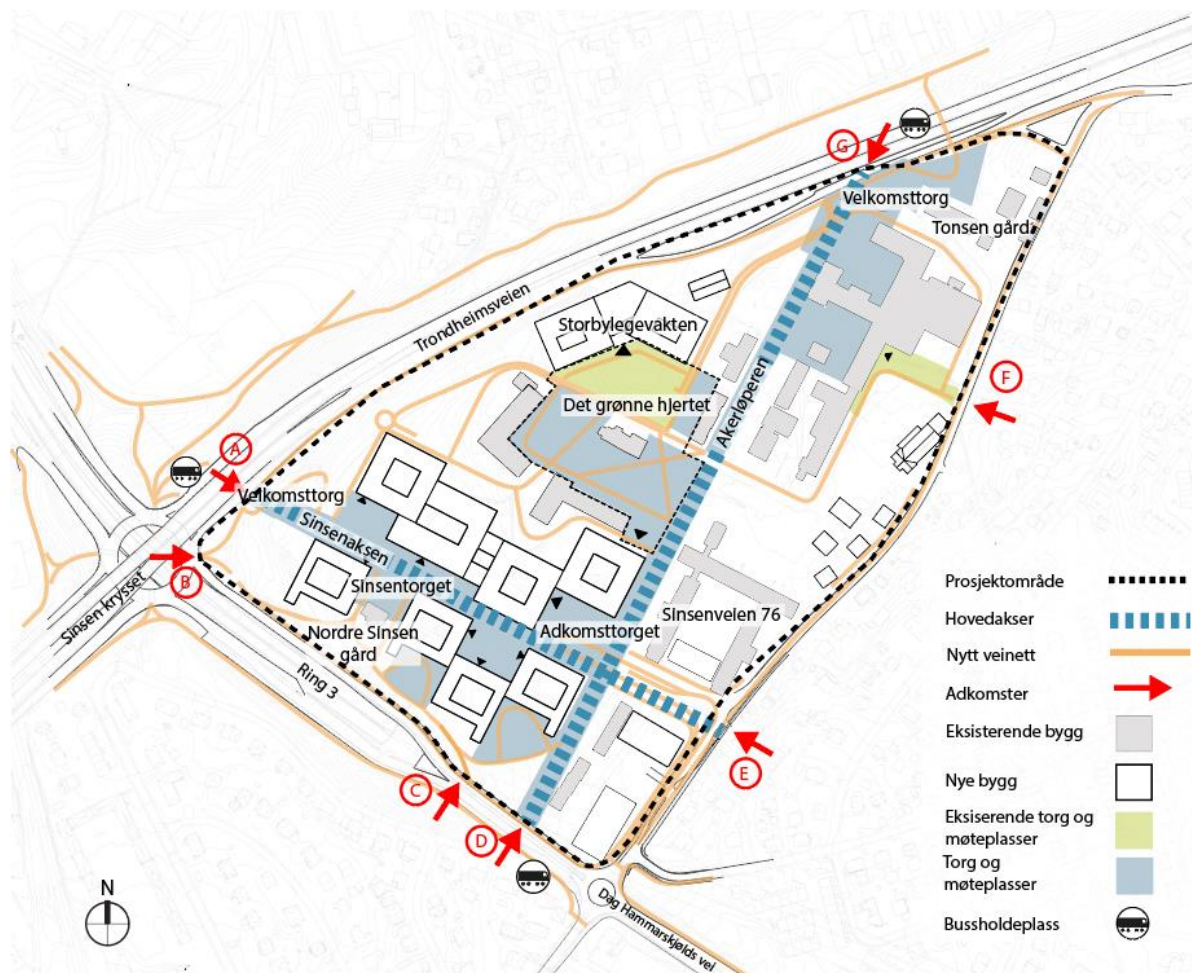 G
Velkomsttorg
Tonsen gård
Trondheimsveien
Storbylegevakten
F
Det grønne hjertet
Akerløperen
A
Velkomsttorg
Sinsenaksen
B
Sinsen krysset
Sinsentorget
Nordre Sinsen
gård
Adkomsttorget
Sinsenveien 76
Ring 3
E
C
D
Dag Hammarskjølds vei
N
Prosjektområde
Hovedakser
Nytt veinett
Adkomster
Eksisterende bygg
Nye bygg
Eksiserende torg og
møteplasser
Torg og
møteplasser
Bussholdeplass